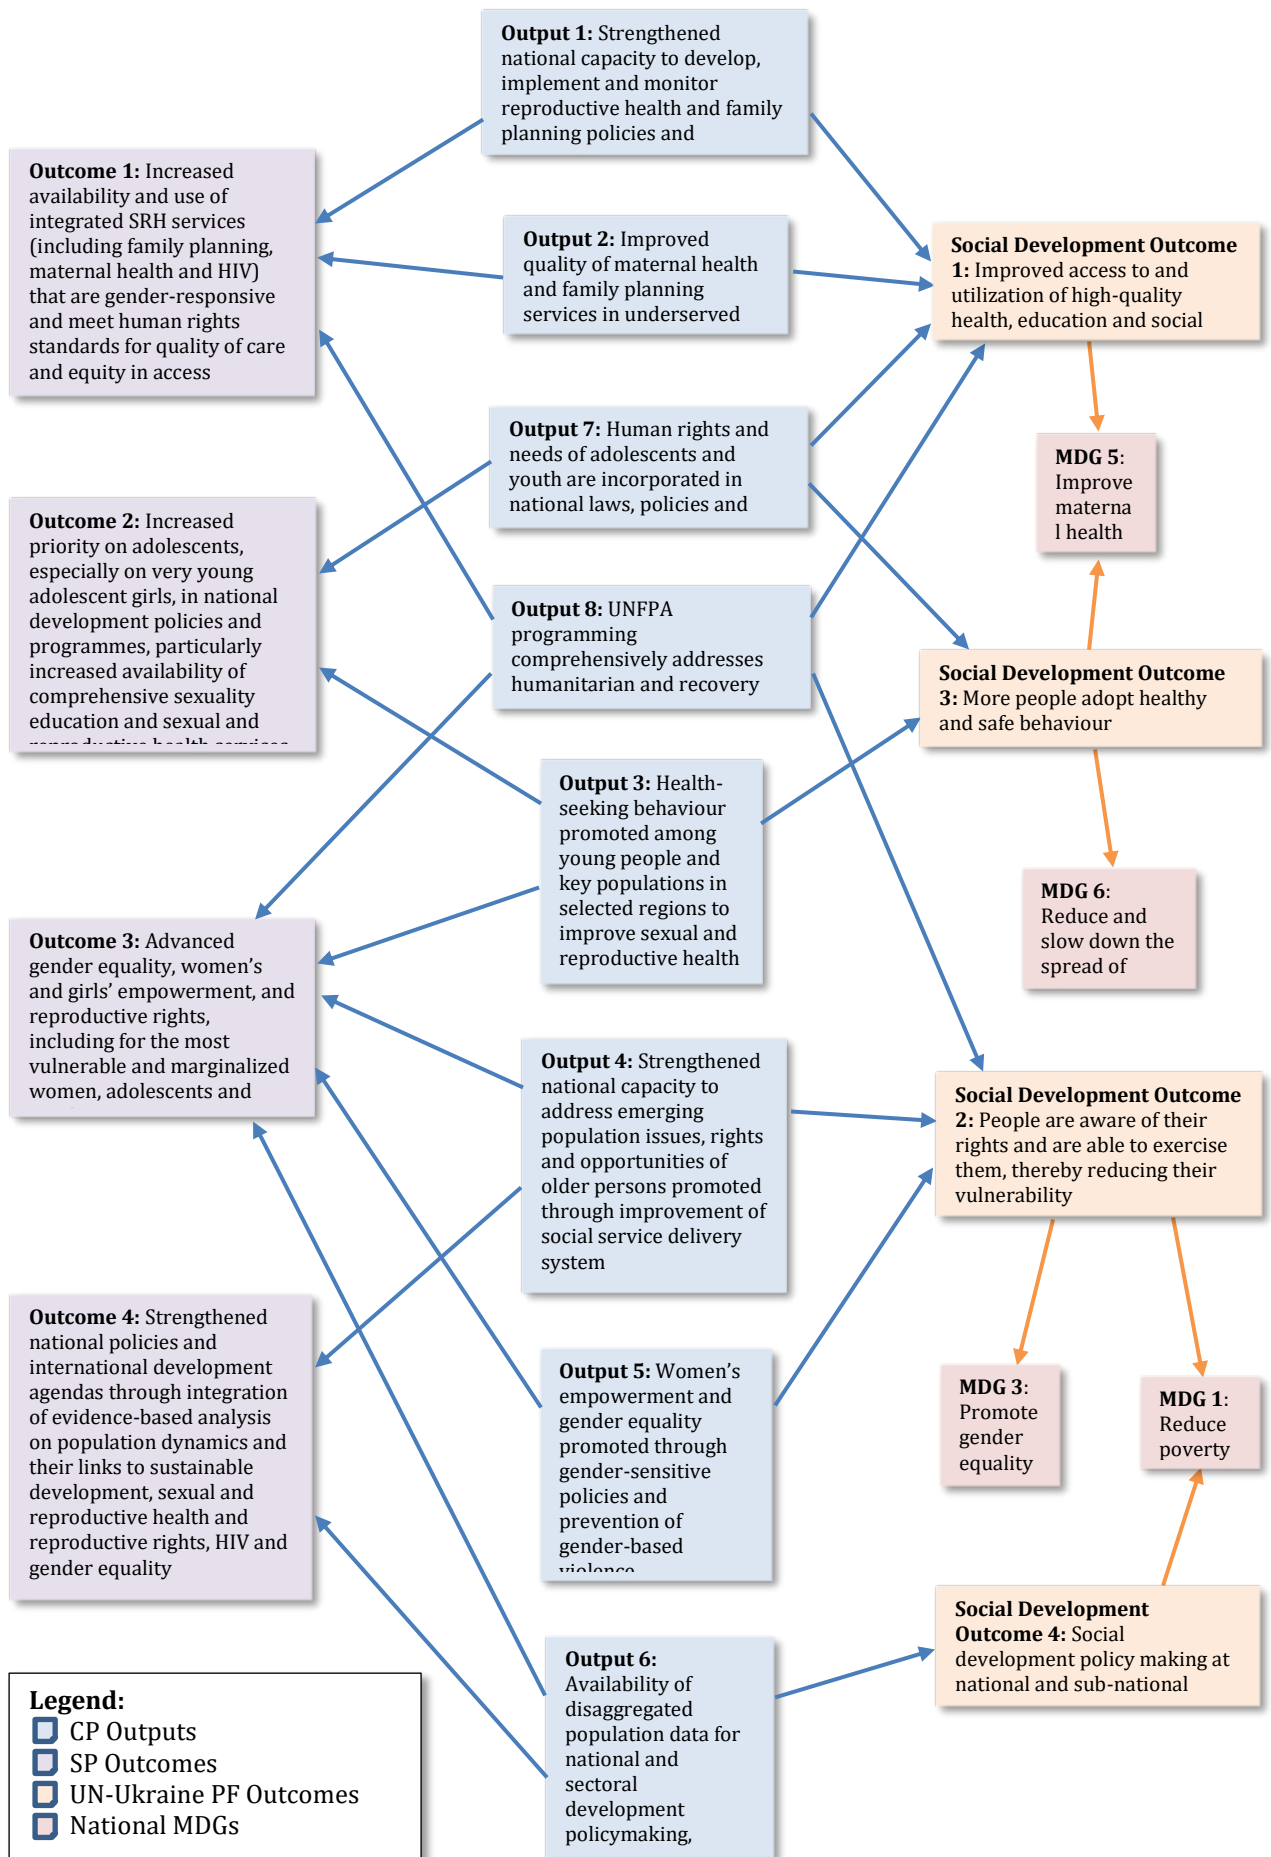 Output 1: Strengthened
national capacity to develop,
implement and monitor
reproductive health and family
planning policies and
Outcome 1: Increased
availability and use of
integrated SRH services
(including family planning,
maternal health and HIV)
that are gender-responsive
and meet human rights
standards for quality of care
and equity in access
Output 2: Improved
quality of maternal health
and family planning
services in underserved
Social Development Outcome
1: Improved access to and
utilization of high-quality
health, education and social
Output 7: Human rights and
needs of adolescents and
youth are incorporated in
national laws, policies and
MDG 5:
Improve
materna
l health
Outcome 2: Increased
priority on adolescents,
especially on very young
adolescent girls, in national
development policies and
programmes, particularly
increased availability of
comprehensive sexuality
education and sexual and
reproductive health services
Output 8: UNFPA
programming
comprehensively addresses
humanitarian and recovery
Social Development Outcome
3: More people adopt healthy
and safe behaviour
Output 3: Health-
seeking behaviour
promoted among
young people and
key populations in
selected regions to
improve sexual and
reproductive health
MDG 6:
Reduce and
slow down the
spread of
Outcome 3: Advanced
gender equality, women's
and girls' empowerment, and
reproductive rights,
including for the most
vulnerable and marginalized
women, adolescents and
Output 4: Strengthened
national capacity to
address emerging
population issues, rights
and opportunities of
older persons promoted
through improvement of
social service delivery
system
Social Development Outcome
2: People are aware of their
rights and are able to exercise
them, thereby reducing their
vulnerability
Outcome 4: Strengthened
national policies and
international development
agendas through integration
of evidence-based analysis
on population dynamics and
their links to sustainable
development, sexual and
reproductive health and
reproductive rights, HIV and
gender equality
Output 5: Women's
empowerment and
gender equality
promoted through
gender-sensitive
policies and
prevention of
gender-based
violence
MDG 3:
Promote
gender
equality
MDG 1:
Reduce
poverty
Social Development
Outcome 4: Social
development policy making at
national and sub-national
Output 6:
Availability of
disaggregated
population data for
national and
sectoral
development
policymaking,
Legend:
CP Outputs
SP Outcomes
UN-Ukraine PF Outcomes
National MDGs